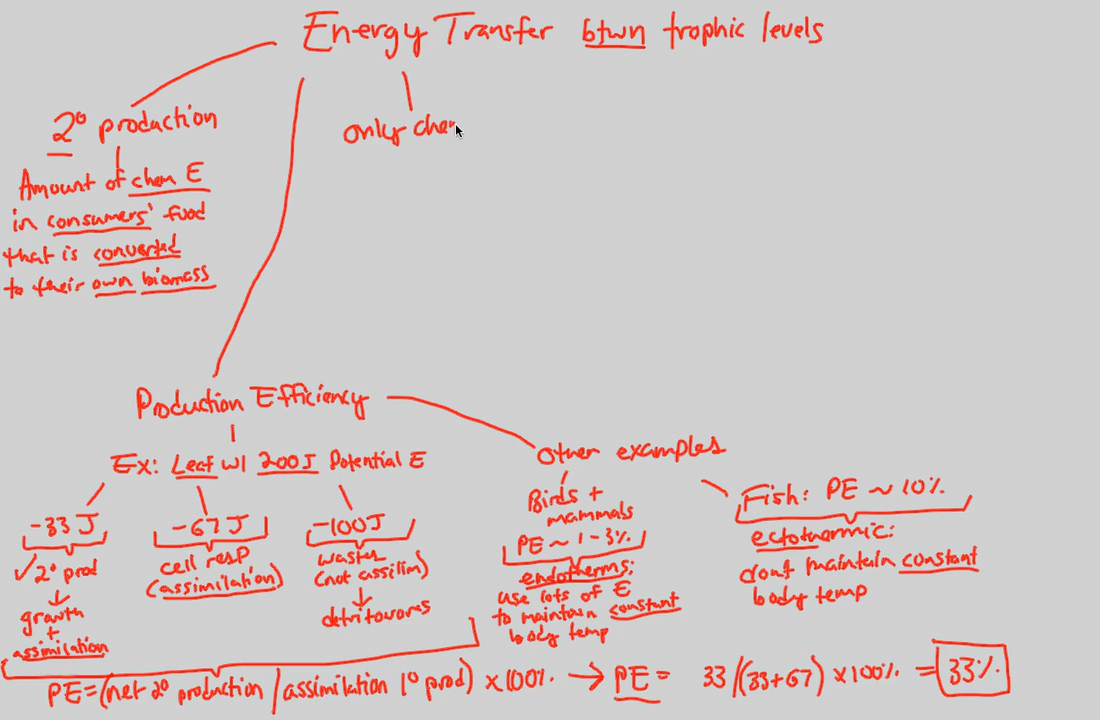 Energy Transfer btwn trophic levels
2° production
only chem
Amount of chem E
in consumers' food
that is converted
to their own biomass
Production Efficiency
Ex: Leaf w/ 200J Potential E
-33 J
✓2° prod
↓
growth
+
assimilation
-67 J
cell resp
(assimilation)
-100J
wastes
(not assilim)
↓
detritovores
Other examples
Birds +
mammals
PE ~ 1-3%
endotherms:
use lots of E
to maintain constant
body temp
Fish: PE ~ 10%
ectothermic:
dont maintain constant
body temp
PE=(net 2° production / assimilation 1° prod) x100% → PE = 33/(33+67) x100% = 33%